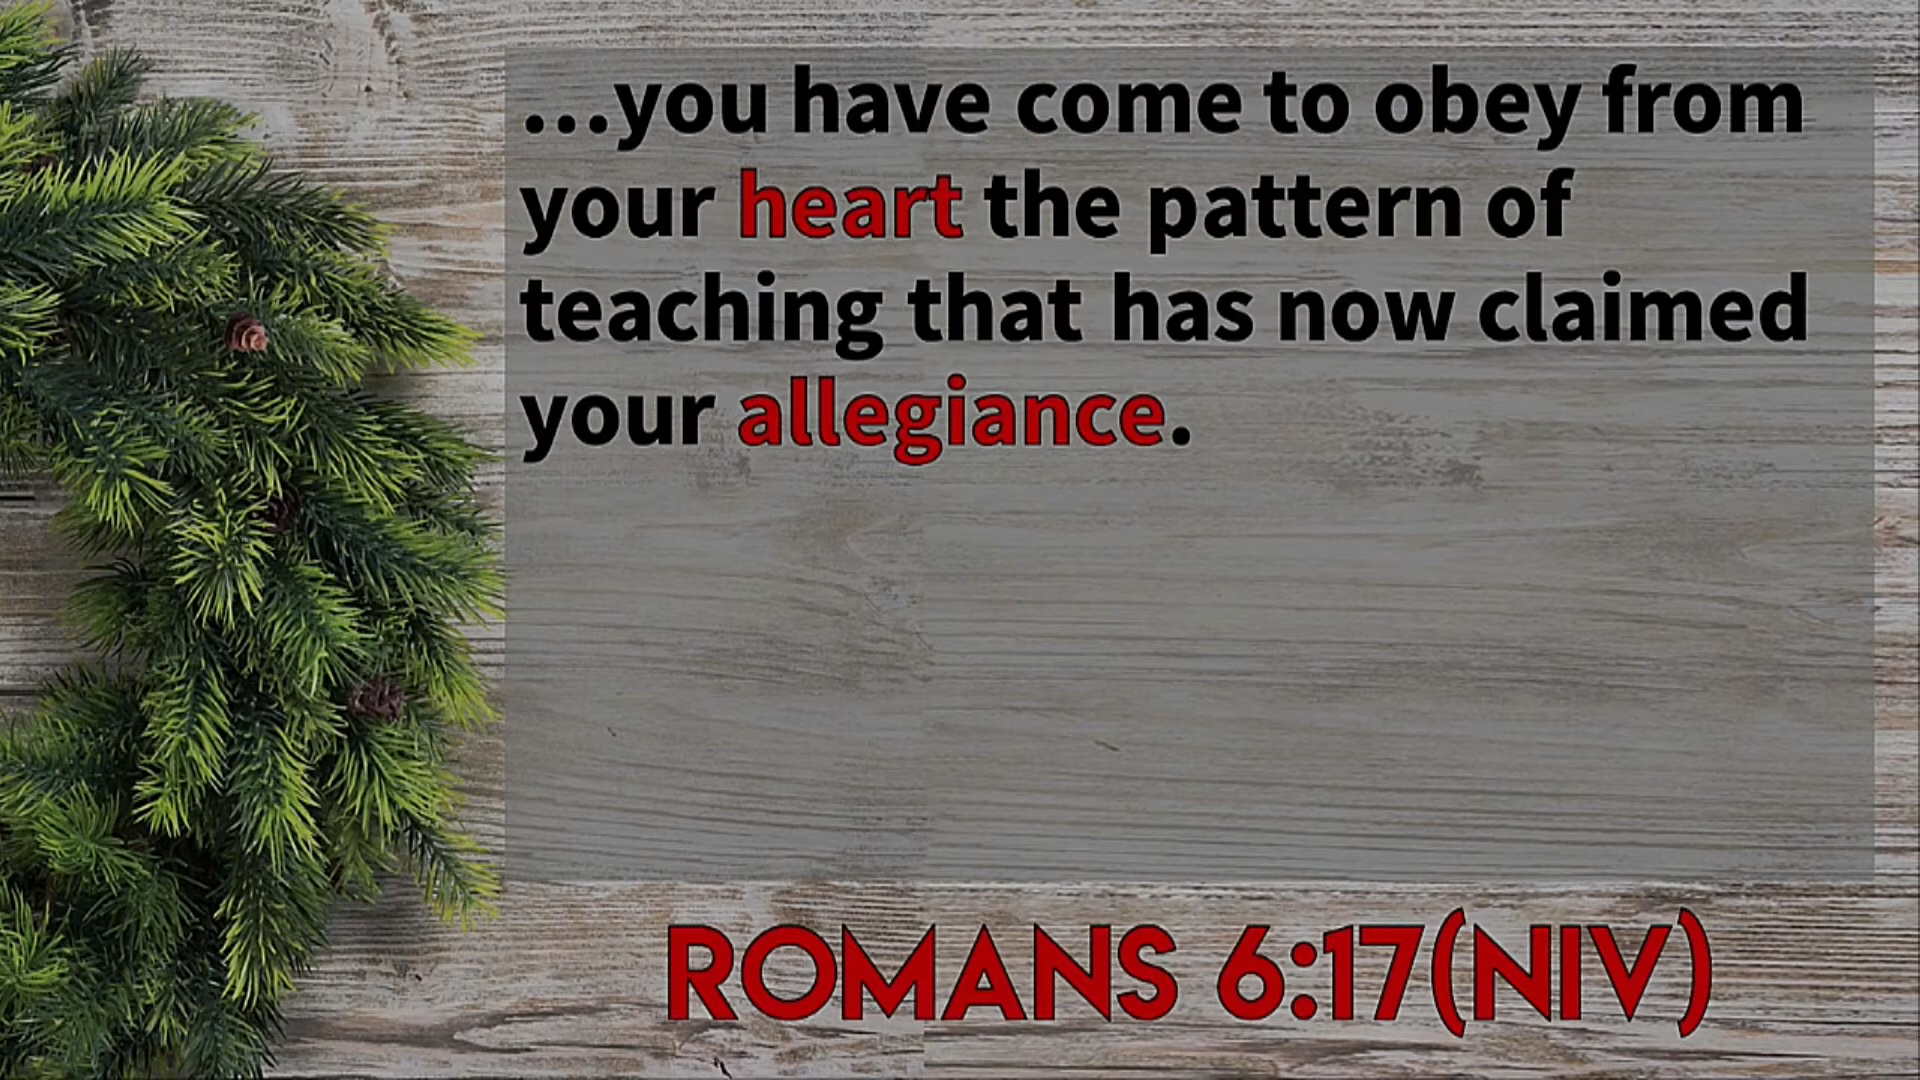 ...you have come to obey from
your heart the pattern of
teaching that has now claimed
your allegiance.
ROMANS 6:17(NIV)